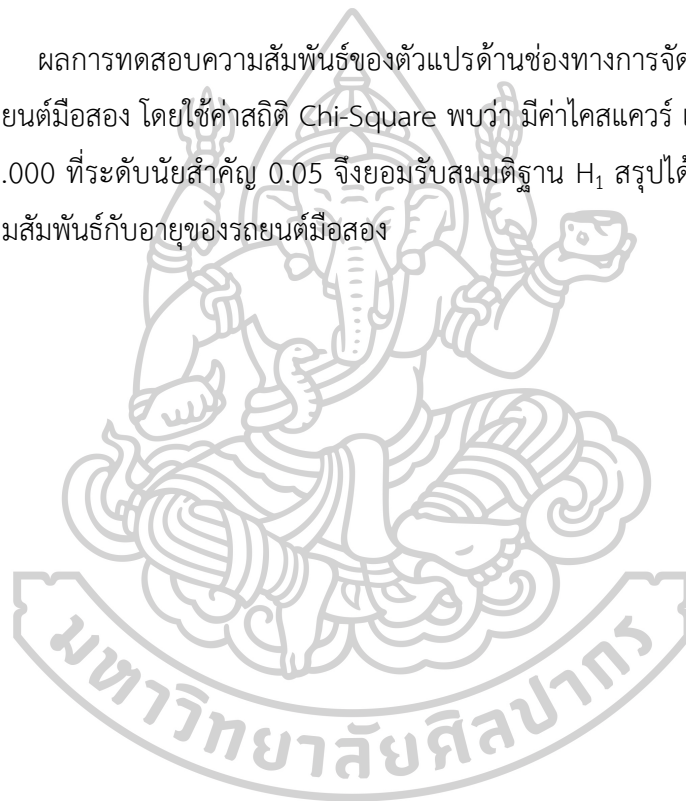 ผลการทดสอบความสัมพันธ์ของตัวแปรด้านช่องทางการจัด
ยนต์มือสอง โดยใช้ค่าสถิติ Chi-Square พบว่า มีค่าไคสแควร์ เ
.000 ที่ระดับนัยสำคัญ 0.05 จึงยอมรับสมมติฐาน H₁ สรุปได้
มสัมพันธ์กับอายุของรถยนต์มือสอง
มหาวิทยาลัยศิลปากร